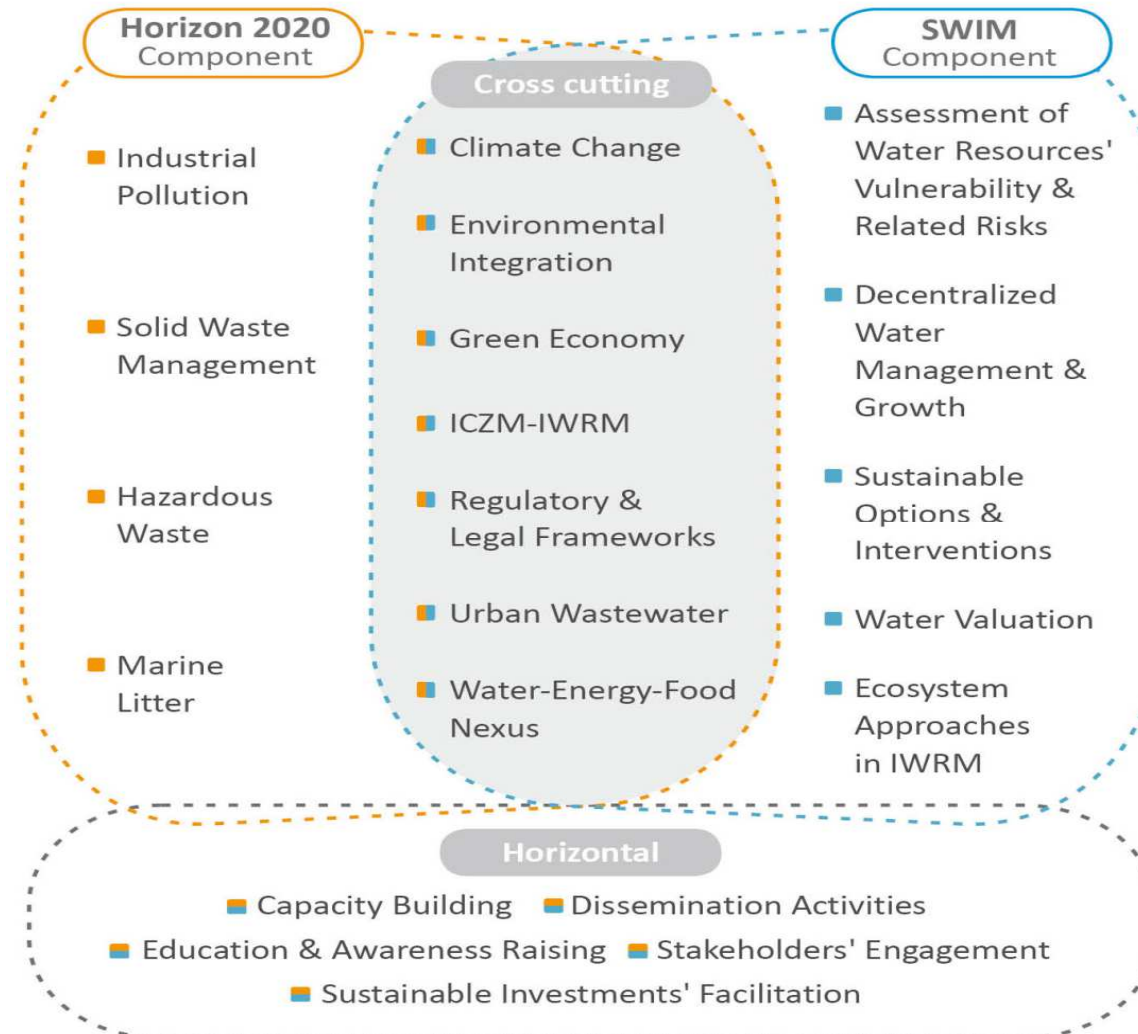 Horizon 2020
Component
Industrial
Pollution
Solid Waste
Management
Hazardous
Waste
Marine
Litter
Cross cutting
Climate Change
Environmental
Integration
Green Economy
ICZM-IWRM
Regulatory &
Legal Frameworks
Urban Wastewater
Water-Energy-Food
Nexus
SWIM
Component
Assessment of
Water Resources'
Vulnerability &
Related Risks
Decentralized
Water
Management &
Growth
Sustainable
Options &
Interventions
Water Valuation
Ecosystem
Approaches
in IWRM
Horizontal
Capacity Building Dissemination Activities
Education & Awareness Raising Stakeholders' Engagement
Sustainable Investments' Facilitation